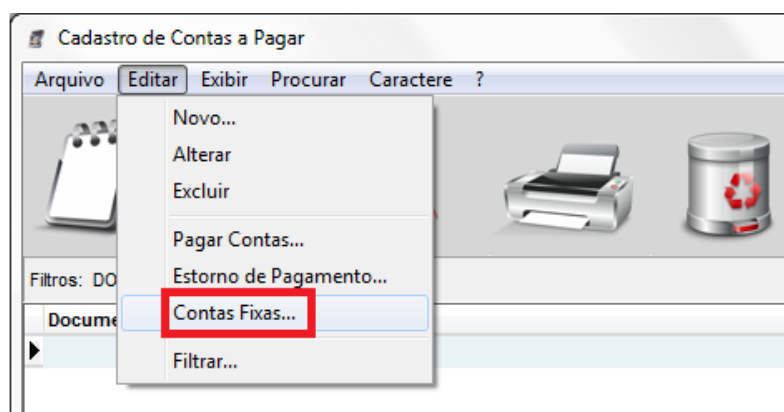 Cadastro de Contas a Pagar
Arquivo Editar Exibir Procurar Caractere ?
Novo...
Alterar
Excluir
Pagar Contas...
Estorno de Pagamento...
Filtros: DO
Contas Fixas...
Docume
Filtrar...